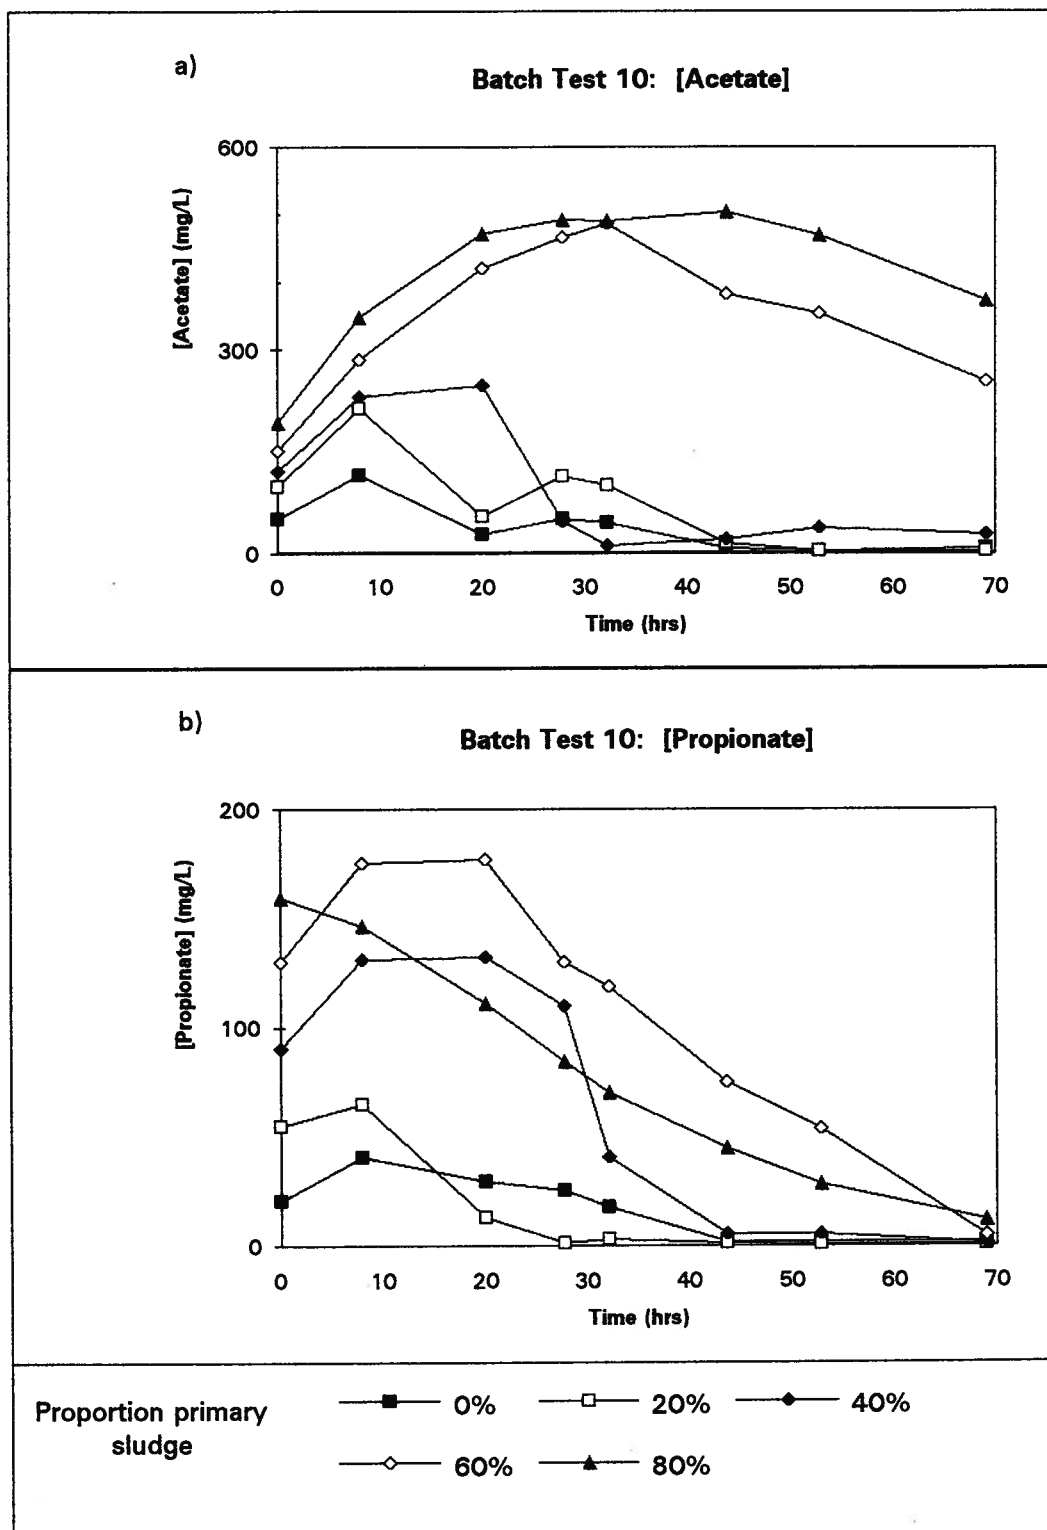 a)
Batch Test 10: [Acetate]
600
300
0
[Acetate] (mg/L)
0 10 20 30 40 50 60 70
Time (hrs)
b)
Batch Test 10: [Propionate]
200
100
0
[Propionate] (mg/L)
0 10 20 30 40 50 60 70
Time (hrs)
Proportion primary
sludge
0% 20% 40%
60% 80%